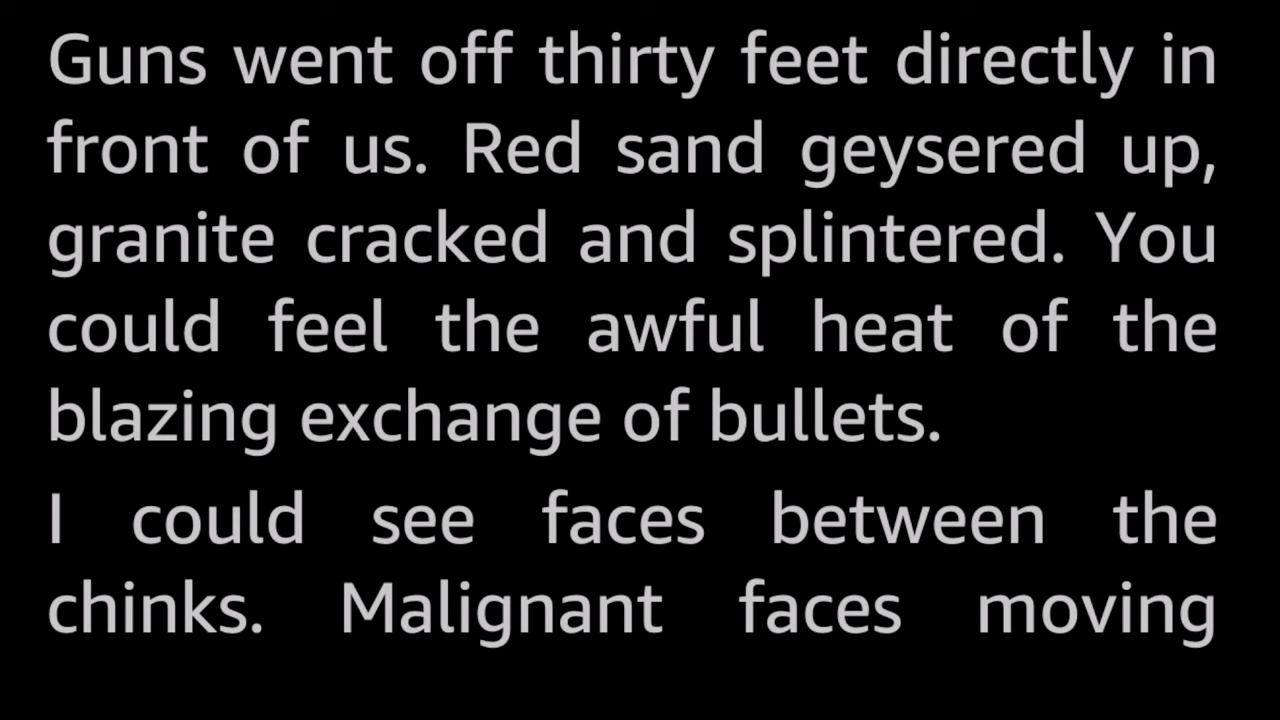 Guns went off thirty feet directly in
front of us. Red sand geysered up,
granite cracked and splintered. You
could feel the awful heat of the
blazing exchange of bullets.
I could see faces between the
chinks. Malignant faces moving